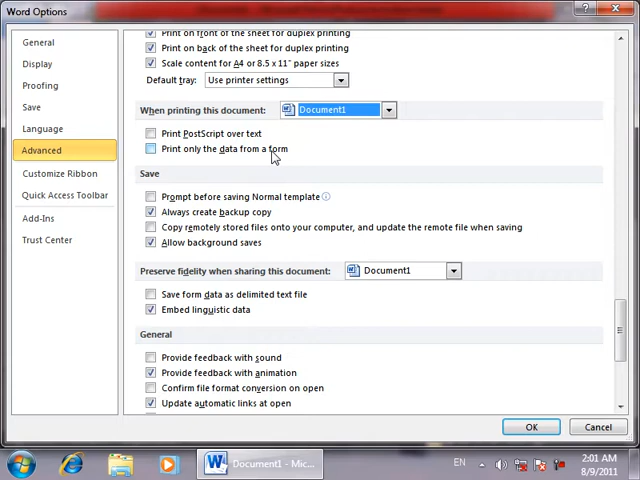 Word Options
General
Display
Proofing
Save
Language
Advanced
Customize Ribbon
Quick Access Toolbar
Add-Ins
Trust Center
Print on front of the sheet for duplex printing
Print on back of the sheet for duplex printing
Scale content for A4 or 8.5 x 11" paper sizes
Default tray: Use printer settings
When printing this document: Document1
Print PostScript over text
Print only the data from a form
Save
Prompt before saving Normal template
Always create backup copy
Copy remotely stored files onto your computer, and update the remote file when saving
Allow background saves
Preserve fidelity when sharing this document: Document1
Save form data as delimited text file
Embed linguistic data
General
Provide feedback with sound
Provide feedback with animation
Confirm file format conversion on open
Update automatic links at open
OK Cancel
Document1 - Mic...
EN
2:01 AM
8/9/2011